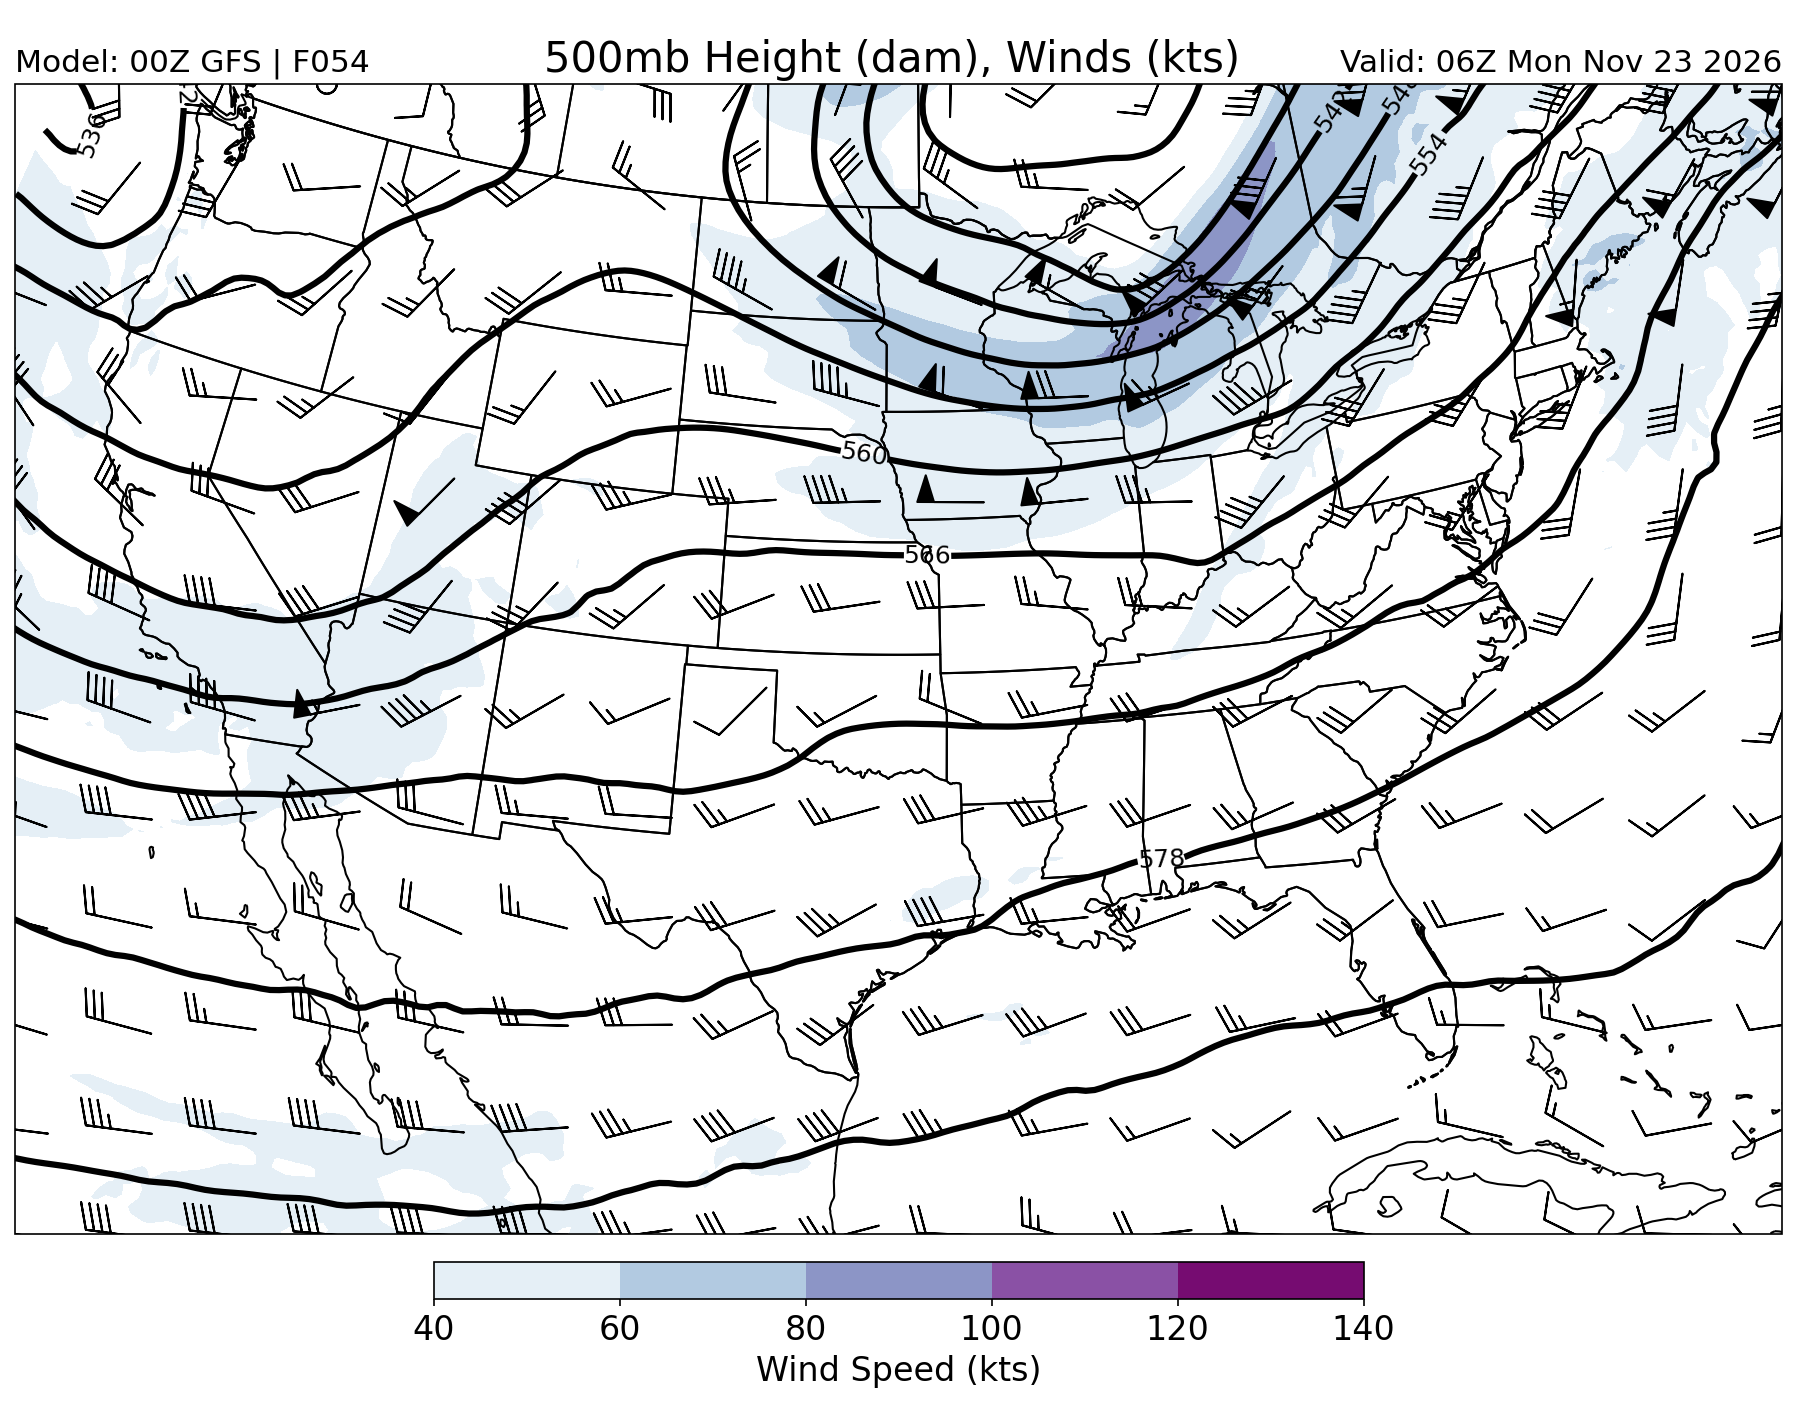 Model: 00Z GFS | F054
500mb Height (dam), Winds (kts)
Valid: 06Z Mon Nov 23 2026
536
542
554
560
566
578
40 60 80 100 120 140
Wind Speed (kts)